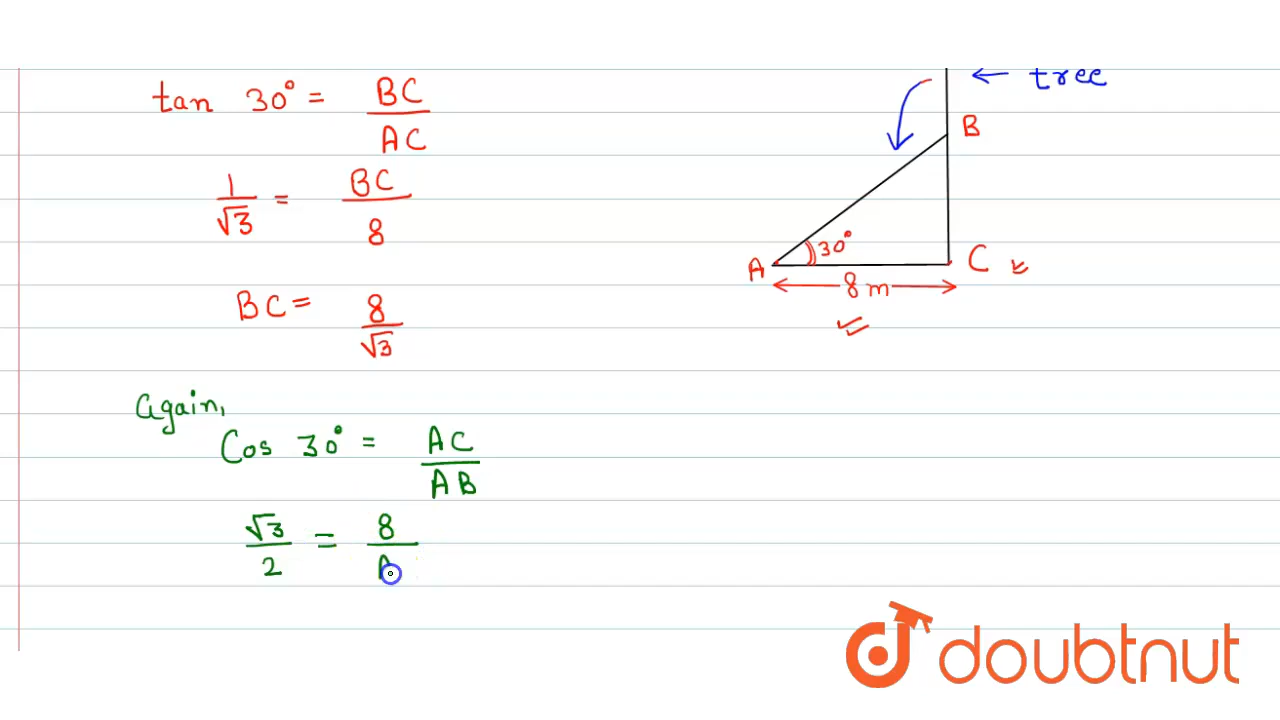 tan 30° = BC/AC
1/√3 = BC/8
BC = 8/√3
Again,
Cos 30° = AC/AB
√3/2 = 8/A
← tree
B
30°
A
C
8 m
doubtnut